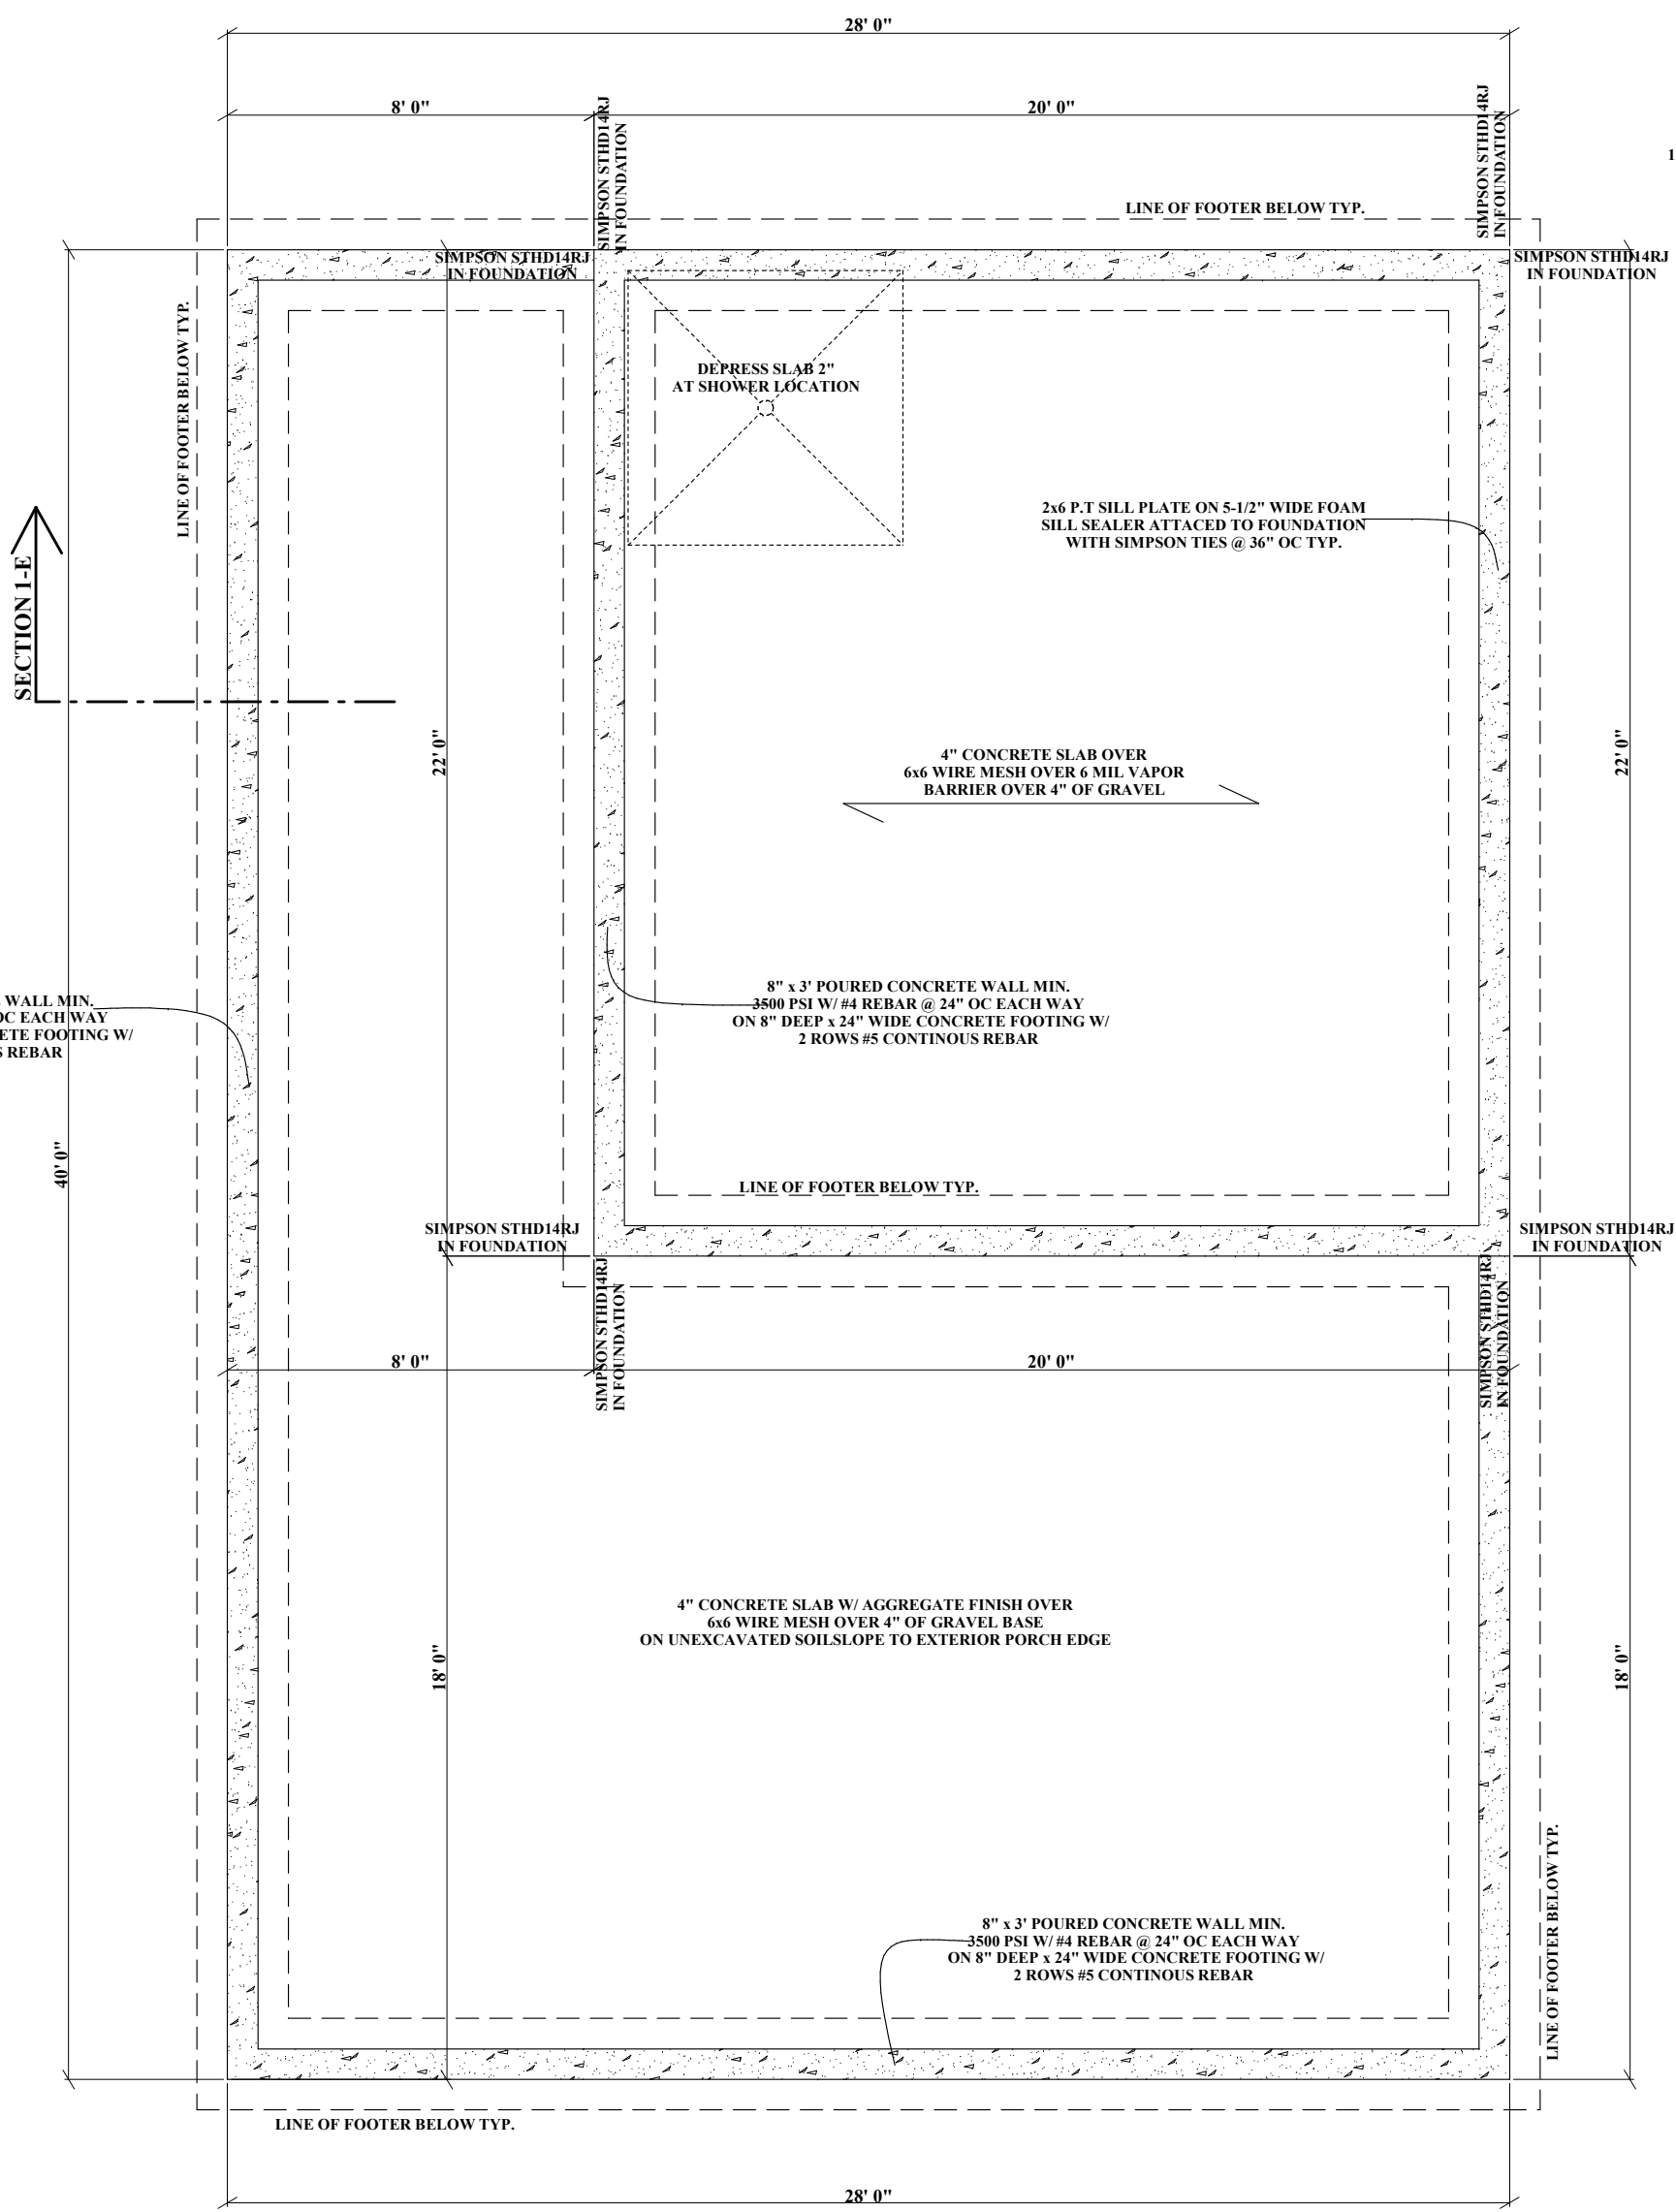 28' 0"
8' 0"
20' 0"
SIMPSON STHD14RJ
IN FOUNDATION
SIMPSON STHD14RJ
IN FOUNDATION
1
LINE OF FOOTER BELOW TYP.
SIMPSON STHD14RJ
IN FOUNDATION
SIMPSON STHD14RJ
IN FOUNDATION
LINE OF FOOTER BELOW TYP.
DEPRESS SLAB 2"
AT SHOWER LOCATION
2x6 P.T SILL PLATE ON 5-1/2" WIDE FOAM
SILL SEALER ATTACED TO FOUNDATION
WITH SIMPSON TIES @ 36" OC TYP.
SECTION 1-E
22' 0"
4" CONCRETE SLAB OVER
6x6 WIRE MESH OVER 6 MIL VAPOR
BARRIER OVER 4" OF GRAVEL
22' 0"
WALL MIN.
OC EACH WAY
ETE FOOTING W/
S REBAR
8" x 3' POURED CONCRETE WALL MIN.
3500 PSI W/ #4 REBAR @ 24" OC EACH WAY
ON 8" DEEP x 24" WIDE CONCRETE FOOTING W/
2 ROWS #5 CONTINOUS REBAR
40' 0"
LINE OF FOOTER BELOW TYP.
SIMPSON STHD14RJ
IN FOUNDATION
SIMPSON STHD14RJ
IN FOUNDATION
SIMPSON STHD14RJ
IN FOUNDATION
SIMPSON STHD14RJ
IN FOUNDATION
8' 0"
20' 0"
4" CONCRETE SLAB W/ AGGREGATE FINISH OVER
6x6 WIRE MESH OVER 4" OF GRAVEL BASE
ON UNEXCAVATED SOILSLOPE TO EXTERIOR PORCH EDGE
18' 0"
18' 0"
8" x 3' POURED CONCRETE WALL MIN.
3500 PSI W/ #4 REBAR @ 24" OC EACH WAY
ON 8" DEEP x 24" WIDE CONCRETE FOOTING W/
2 ROWS #5 CONTINOUS REBAR
LINE OF FOOTER BELOW TYP.
LINE OF FOOTER BELOW TYP.
28' 0"